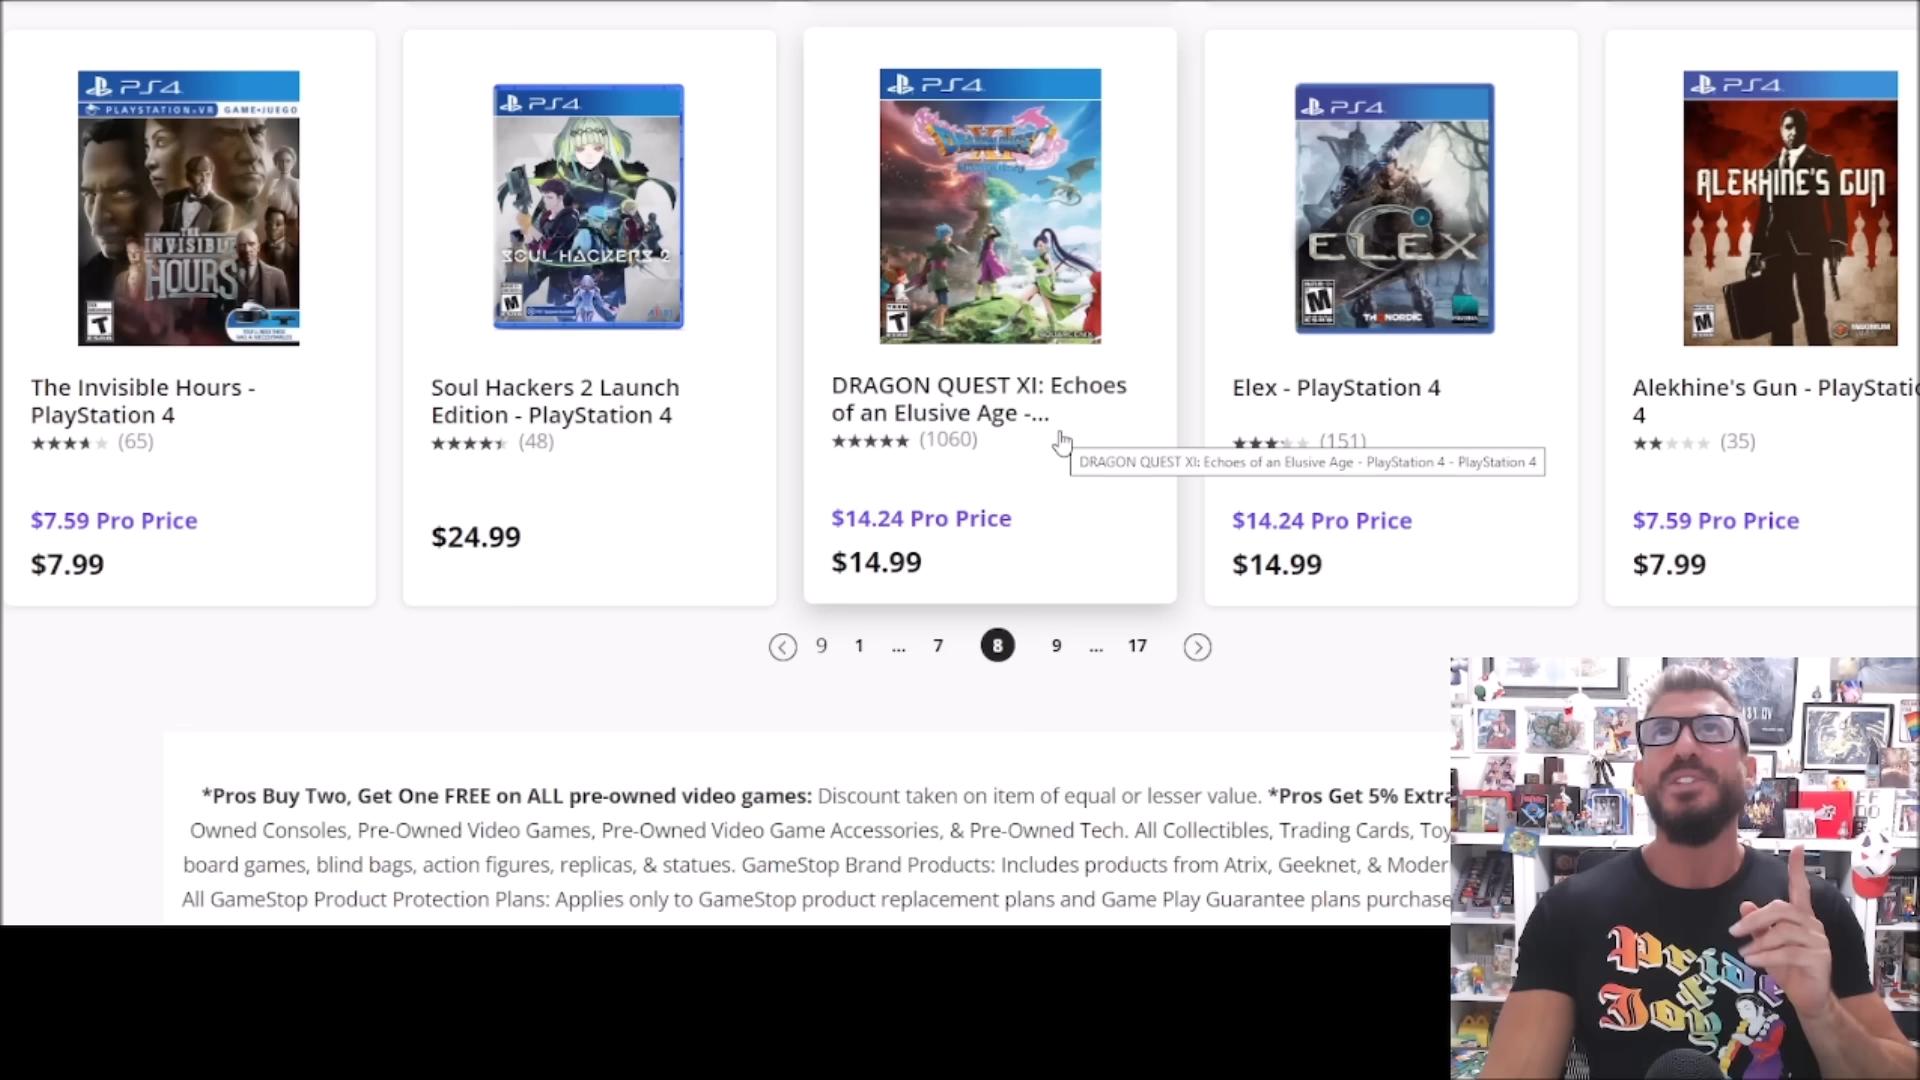 PS4
PLAYSTATION VR GAME•JUEGO
THE
INVISIBLE
HOURS
T
PS4
SOUL HACKERS 2
M
PS4
DRAGON QUEST
XI
T
PS4
ELEX
M
THQNORDIC
PS4
ALEKHINE'S GUN
M
The Invisible Hours -
PlayStation 4
(65)
$7.59 Pro Price
$7.99
Soul Hackers 2 Launch
Edition - PlayStation 4
(48)
$24.99
DRAGON QUEST XI: Echoes
of an Elusive Age -...
(1060)
DRAGON QUEST XI: Echoes of an Elusive Age - PlayStation 4 - PlayStation 4
$14.24 Pro Price
$14.99
Elex - PlayStation 4
(151)
$14.24 Pro Price
$14.99
Alekhine's Gun - PlayStatio
4
(35)
$7.59 Pro Price
$7.99
9 1 ... 7 8 9 ... 17
*Pros Buy Two, Get One FREE on ALL pre-owned video games: Discount taken on item of equal or lesser value. *Pros Get 5% Extra
Owned Consoles, Pre-Owned Video Games, Pre-Owned Video Game Accessories, & Pre-Owned Tech. All Collectibles, Trading Cards, Toy
board games, blind bags, action figures, replicas, & statues. GameStop Brand Products: Includes products from Atrix, Geeknet, & Moder
All GameStop Product Protection Plans: Applies only to GameStop product replacement plans and Game Play Guarantee plans purchase
Pride
Joy